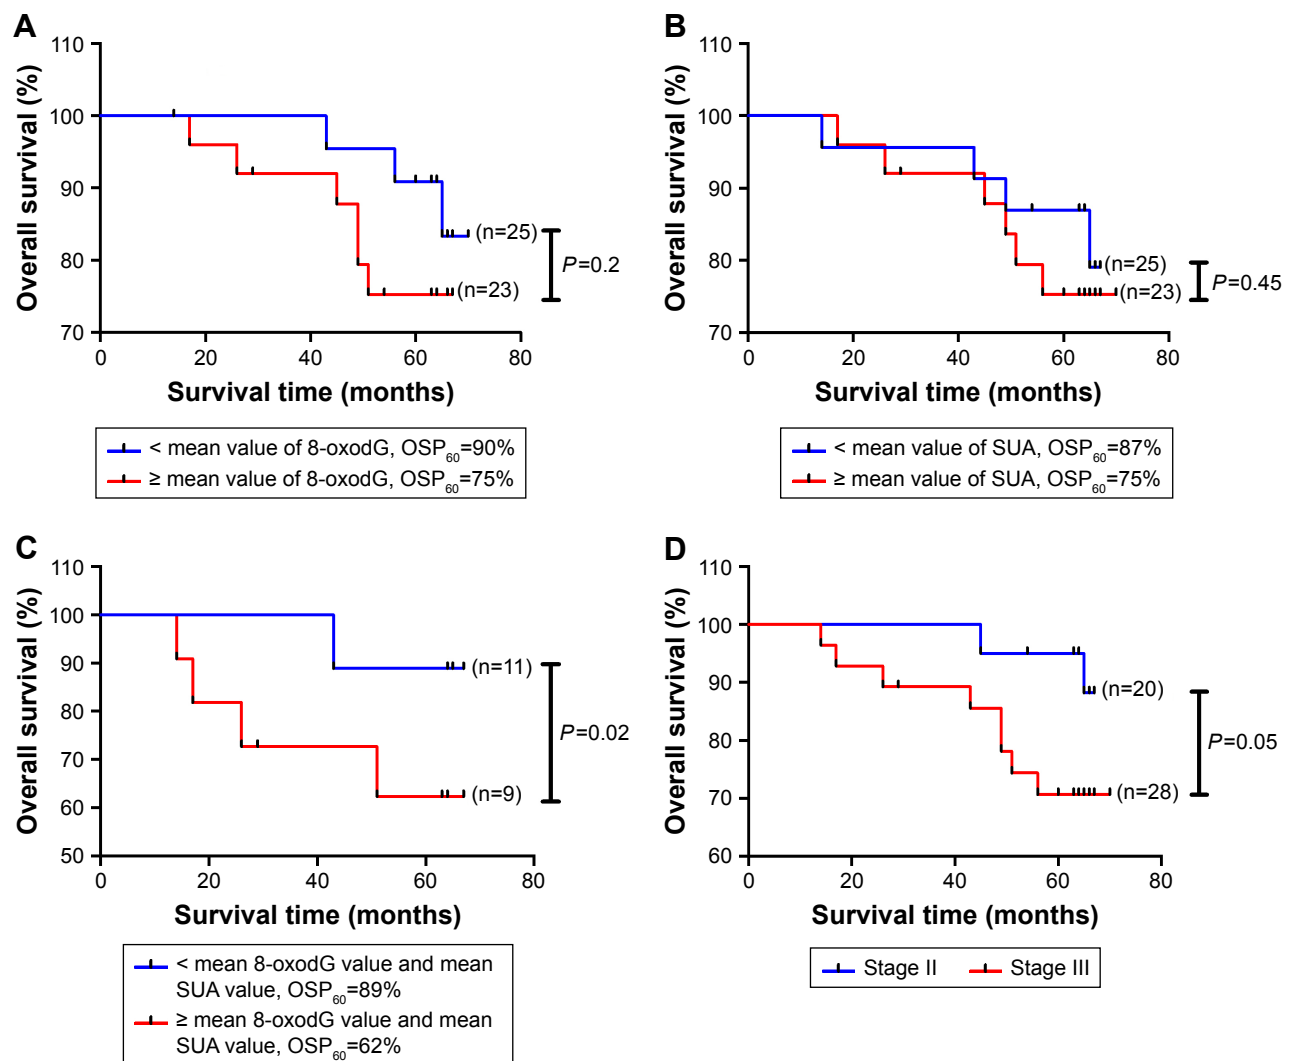 A
110
100
90
80
70
0
20
40
60
80
Overall survival (%)
Survival time (months)
(n=25)
(n=23)
P=0.2
< mean value of 8-oxodG, OSP60=90%
≥ mean value of 8-oxodG, OSP60=75%
B
110
100
90
80
70
0
20
40
60
80
Overall survival (%)
Survival time (months)
(n=25)
(n=23)
P=0.45
< mean value of SUA, OSP60=87%
≥ mean value of SUA, OSP60=75%
C
110
100
90
80
70
60
50
0
20
40
60
80
Overall survival (%)
Survival time (months)
(n=11)
(n=9)
P=0.02
< mean 8-oxodG value and mean
SUA value, OSP60=89%
≥ mean 8-oxodG value and mean
SUA value, OSP60=62%
D
110
100
90
80
70
60
0
20
40
60
80
Overall survival (%)
Survival time (months)
(n=20)
(n=28)
P=0.05
Stage II
Stage III